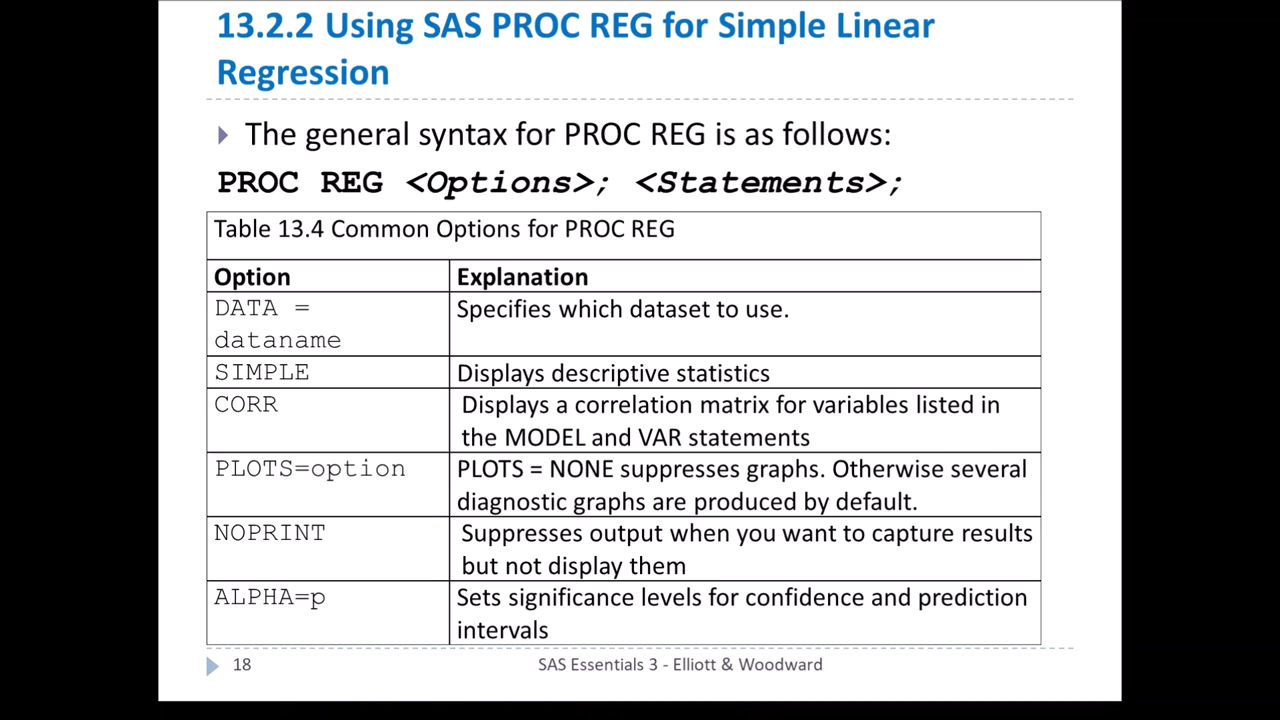 13.2.2 Using SAS PROC REG for Simple Linear
Regression
The general syntax for PROC REG is as follows:
PROC REG <Options>; <Statements>;
Table 13.4 Common Options for PROC REG
Option
Explanation
DATA =
dataname
Specifies which dataset to use.
SIMPLE
Displays descriptive statistics
CORR
Displays a correlation matrix for variables listed in
the MODEL and VAR statements
PLOTS=option
PLOTS = NONE suppresses graphs. Otherwise several
diagnostic graphs are produced by default.
NOPRINT
Suppresses output when you want to capture results
but not display them
ALPHA=p
Sets significance levels for confidence and prediction
intervals
18
SAS Essentials 3 - Elliott & Woodward